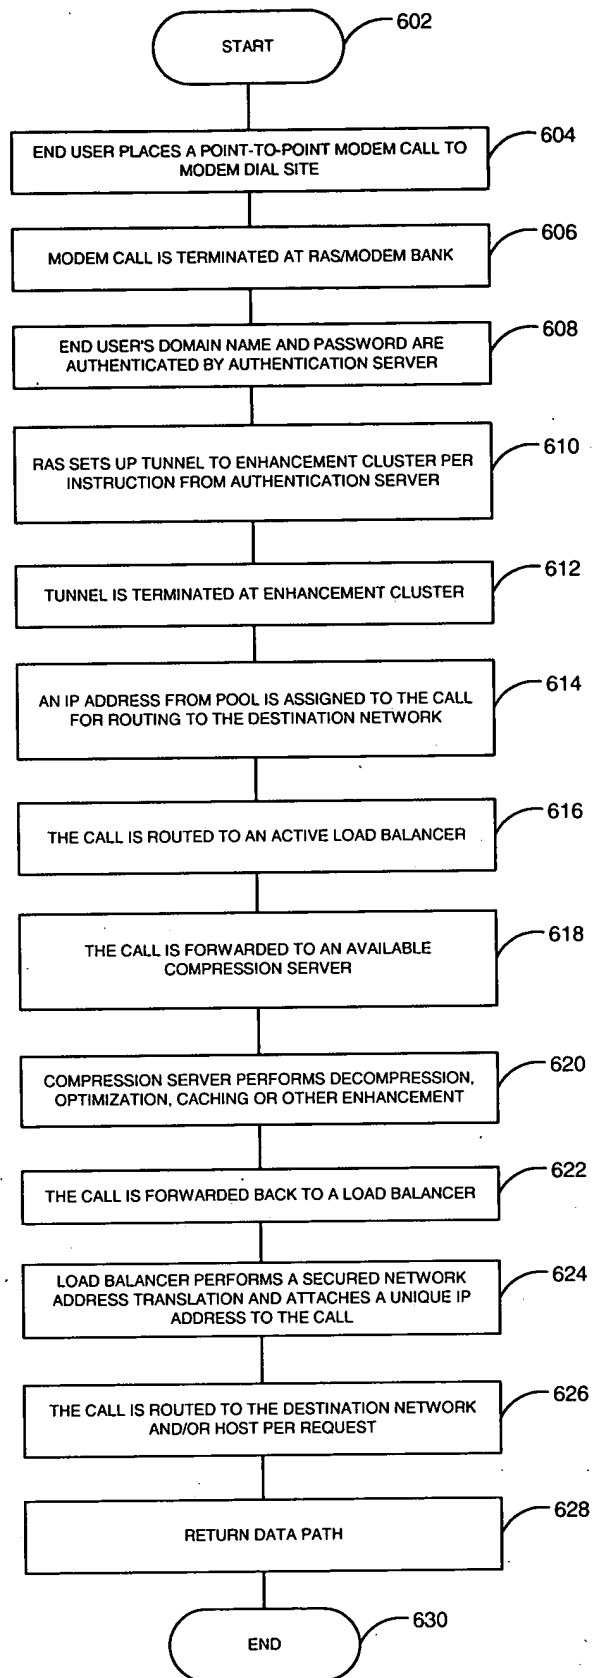 START
602
END USER PLACES A POINT-TO-POINT MODEM CALL TO
MODEM DIAL SITE
604
MODEM CALL IS TERMINATED AT RAS/MODEM BANK
606
END USER'S DOMAIN NAME AND PASSWORD ARE
AUTHENTICATED BY AUTHENTICATION SERVER
608
RAS SETS UP TUNNEL TO ENHANCEMENT CLUSTER PER
INSTRUCTION FROM AUTHENTICATION SERVER
610
TUNNEL IS TERMINATED AT ENHANCEMENT CLUSTER
612
AN IP ADDRESS FROM POOL IS ASSIGNED TO THE CALL
FOR ROUTING TO THE DESTINATION NETWORK
614
THE CALL IS ROUTED TO AN ACTIVE LOAD BALANCER
616
THE CALL IS FORWARDED TO AN AVAILABLE
COMPRESSION SERVER
618
COMPRESSION SERVER PERFORMS DECOMPRESSION,
OPTIMIZATION, CACHING OR OTHER ENHANCEMENT
620
THE CALL IS FORWARDED BACK TO A LOAD BALANCER
622
LOAD BALANCER PERFORMS A SECURED NETWORK
ADDRESS TRANSLATION AND ATTACHES A UNIQUE IP
ADDRESS TO THE CALL
624
THE CALL IS ROUTED TO THE DESTINATION NETWORK
AND/OR HOST PER REQUEST
626
RETURN DATA PATH
628
END
630